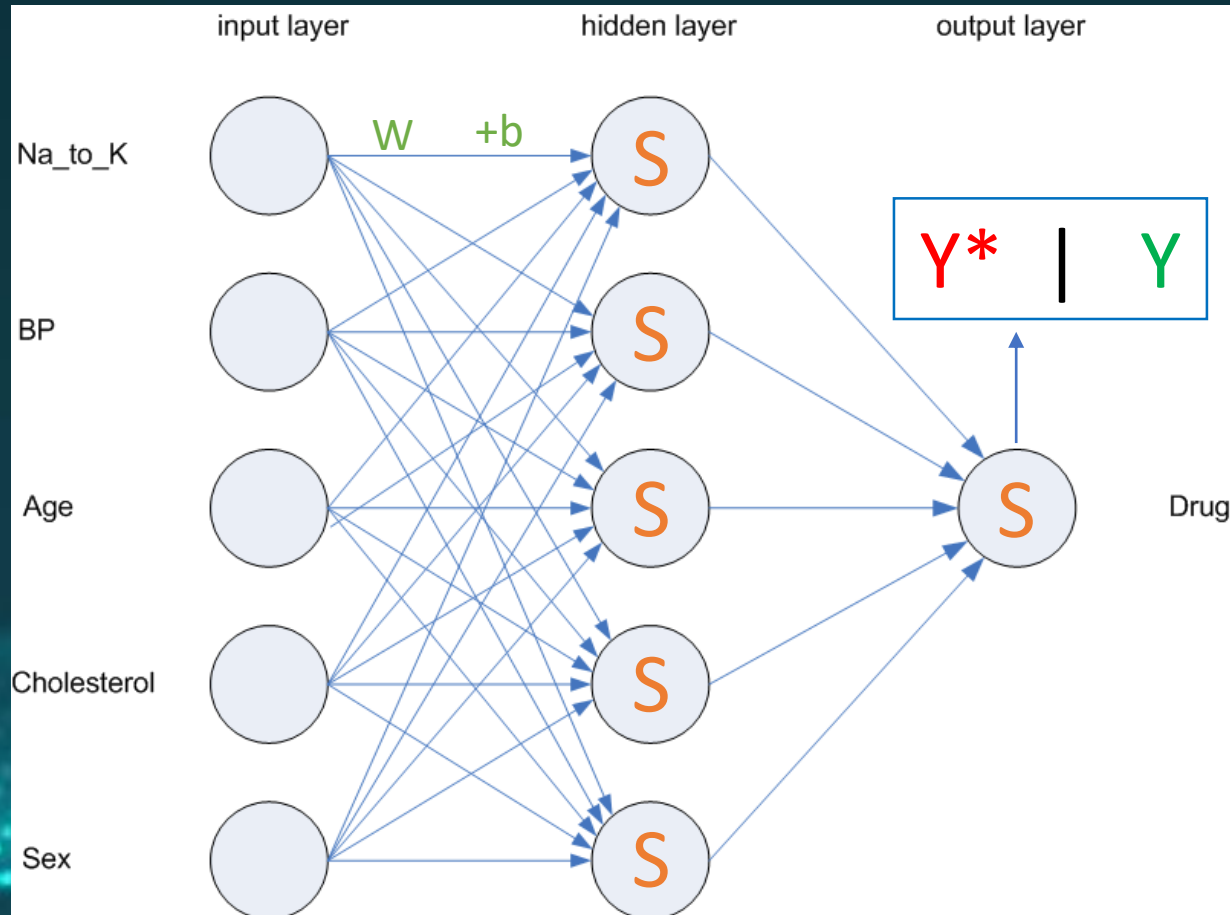 input layer hidden layer output layer
Na_to_K W +b S
Y* | Y
BP S
Age S S Drug
Cholesterol S
Sex S